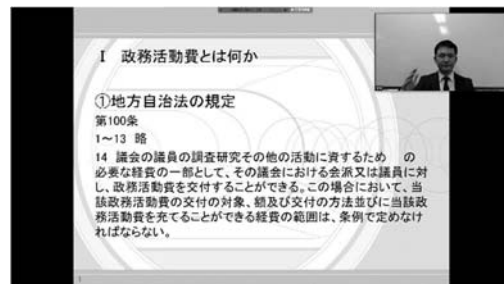 Ⅰ 政務活動費とは何か
①地方自治法の規定
第100条
1～13 略
14 議会の議員の調査研究その他の活動に資するため の
必要な経費の一部として、その議会における会派又は議員に対
し、政務活動費を交付することができる。この場合において、当
該政務活動費の交付の対象、額及び交付の方法並びに当該政
務活動費を充てることができる経費の範囲は、条例で定めなけ
ればならない。
1